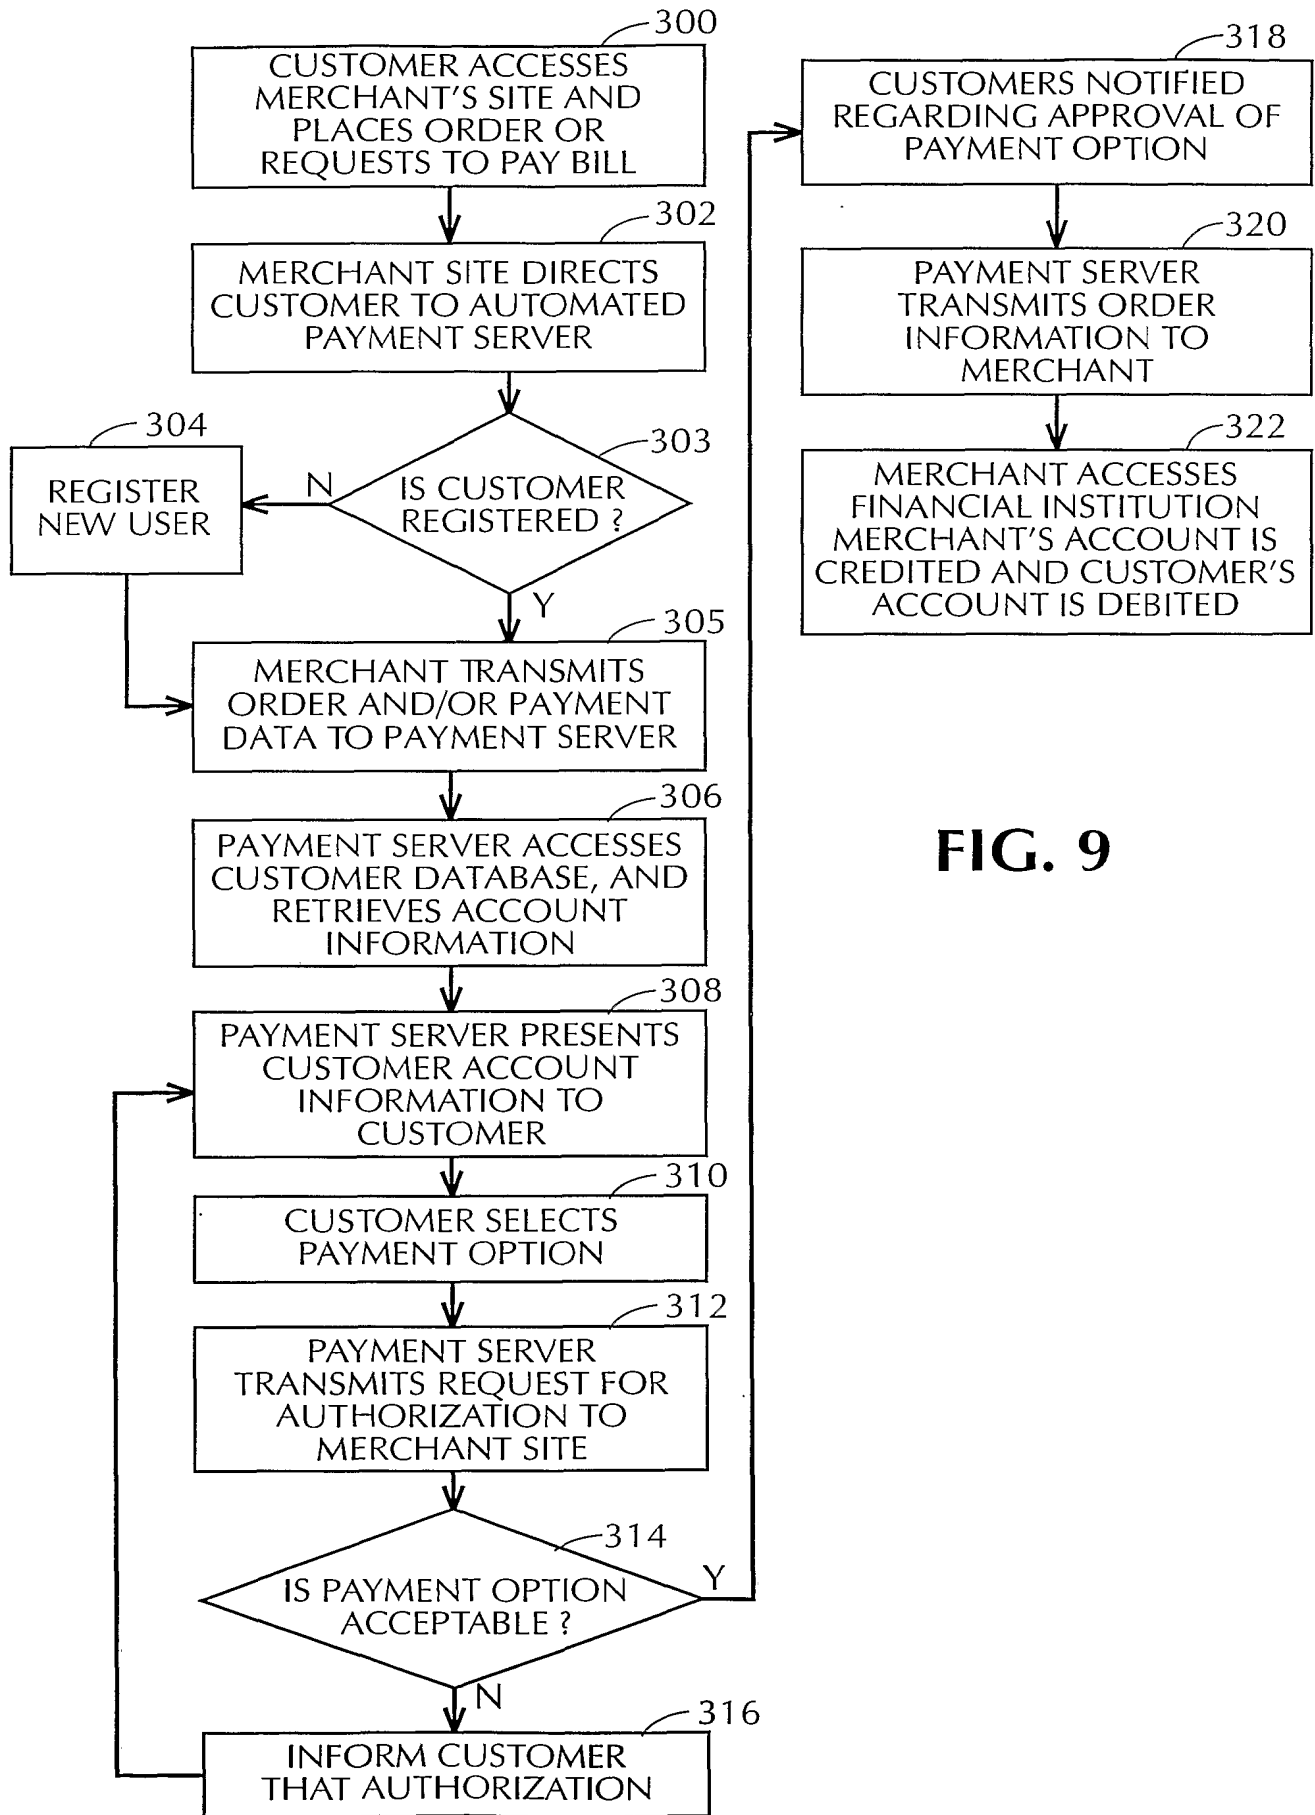 300
CUSTOMER ACCESSES
MERCHANT'S SITE AND
PLACES ORDER OR
REQUESTS TO PAY BILL
302
MERCHANT SITE DIRECTS
CUSTOMER TO AUTOMATED
PAYMENT SERVER
303
IS CUSTOMER
REGISTERED ?
N
Y
304
REGISTER
NEW USER
305
MERCHANT TRANSMITS
ORDER AND/OR PAYMENT
DATA TO PAYMENT SERVER
306
PAYMENT SERVER ACCESSES
CUSTOMER DATABASE, AND
RETRIEVES ACCOUNT
INFORMATION
308
PAYMENT SERVER PRESENTS
CUSTOMER ACCOUNT
INFORMATION TO
CUSTOMER
310
CUSTOMER SELECTS
PAYMENT OPTION
312
PAYMENT SERVER
TRANSMITS REQUEST FOR
AUTHORIZATION TO
MERCHANT SITE
314
IS PAYMENT OPTION
ACCEPTABLE ?
Y
N
316
INFORM CUSTOMER
THAT AUTHORIZATION
318
CUSTOMERS NOTIFIED
REGARDING APPROVAL OF
PAYMENT OPTION
320
PAYMENT SERVER
TRANSMITS ORDER
INFORMATION TO
MERCHANT
322
MERCHANT ACCESSES
FINANCIAL INSTITUTION
MERCHANT'S ACCOUNT IS
CREDITED AND CUSTOMER'S
ACCOUNT IS DEBITED
FIG. 9